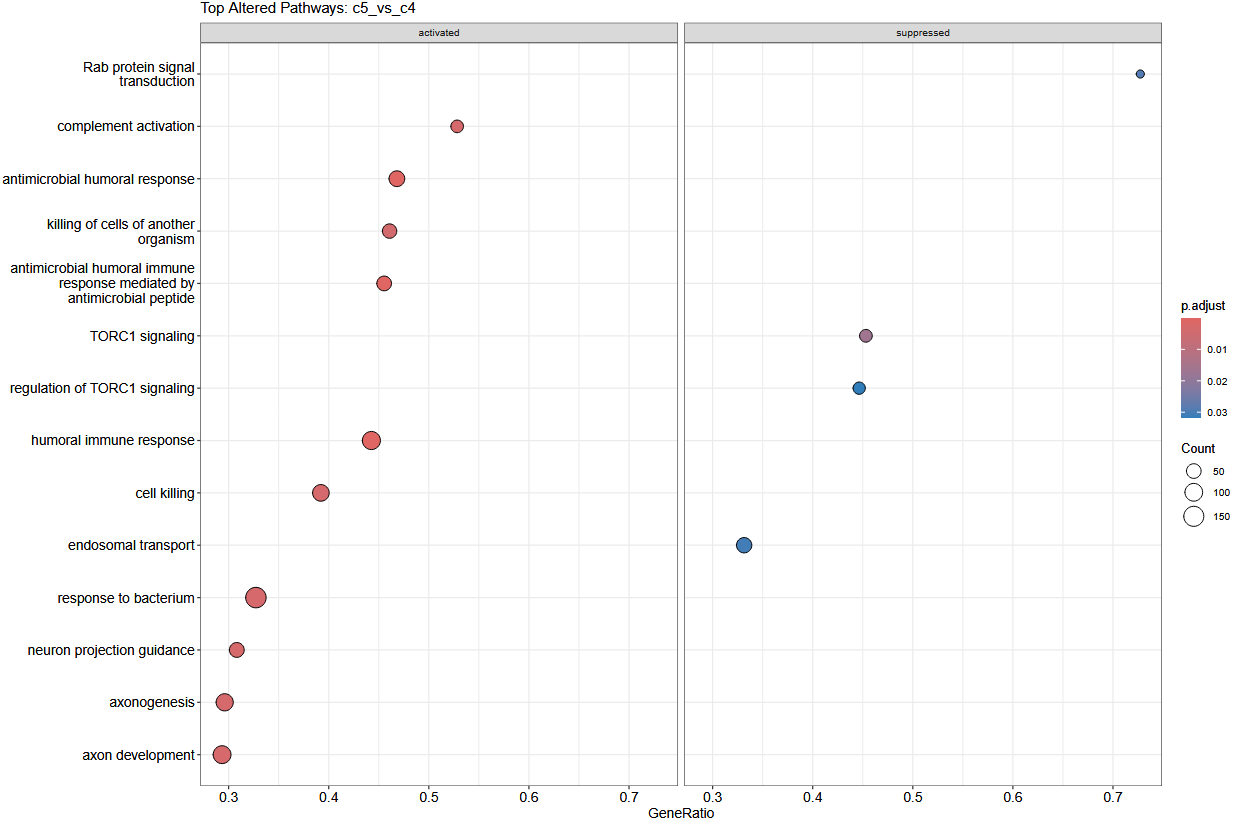 Top Altered Pathways: c5_vs_c4
activated
suppressed
Rab protein signal
transduction
complement activation
antimicrobial humoral response
killing of cells of another
organism
antimicrobial humoral immune
response mediated by
antimicrobial peptide
TORC1 signaling
regulation of TORC1 signaling
humoral immune response
cell killing
endosomal transport
response to bacterium
neuron projection guidance
axonogenesis
axon development
0.3 0.4 0.5 0.6 0.7
0.3 0.4 0.5 0.6 0.7
GeneRatio
p.adjust
0.01
0.02
0.03
Count
50
100
150